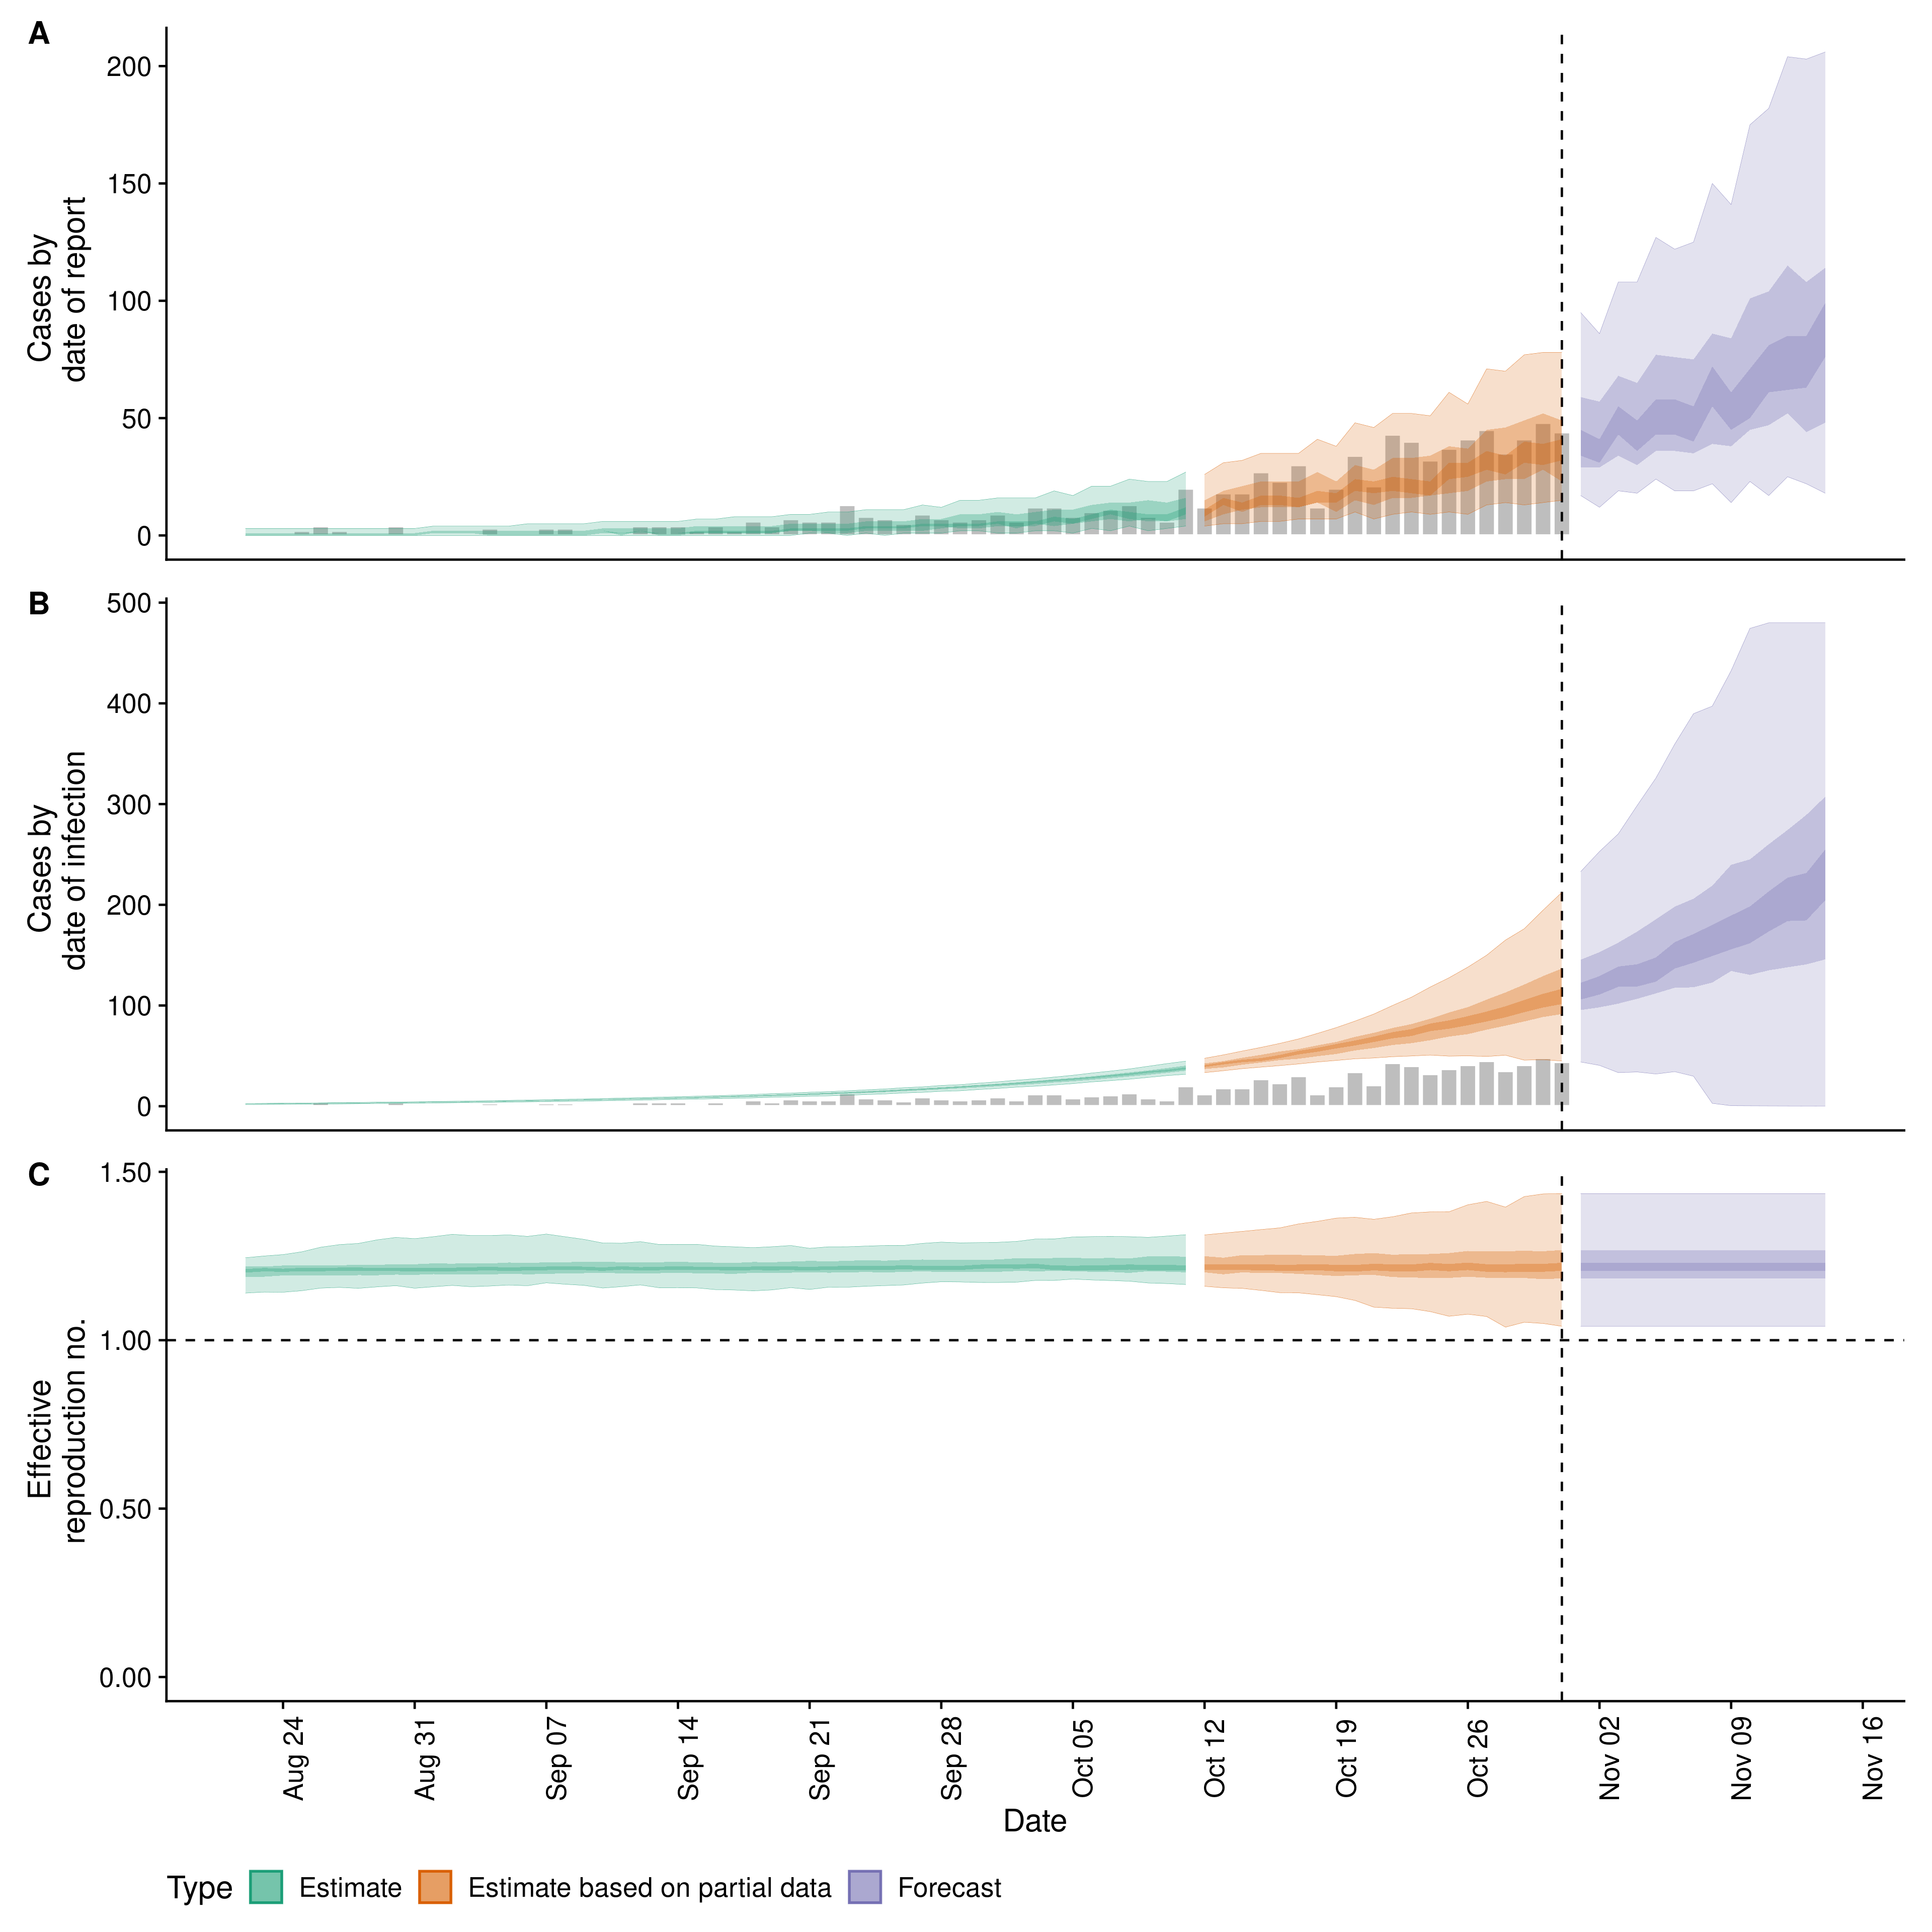 A
Cases by
date of report
200
150
100
50
0
B
Cases by
date of infection
500
400
300
200
100
0
C
Effective
reproduction no.
1.50
1.00
0.50
0.00
Aug 24
Aug 31
Sep 07
Sep 14
Sep 21
Sep 28
Oct 05
Oct 12
Oct 19
Oct 26
Nov 02
Nov 09
Nov 16
Date
Type Estimate Estimate based on partial data Forecast